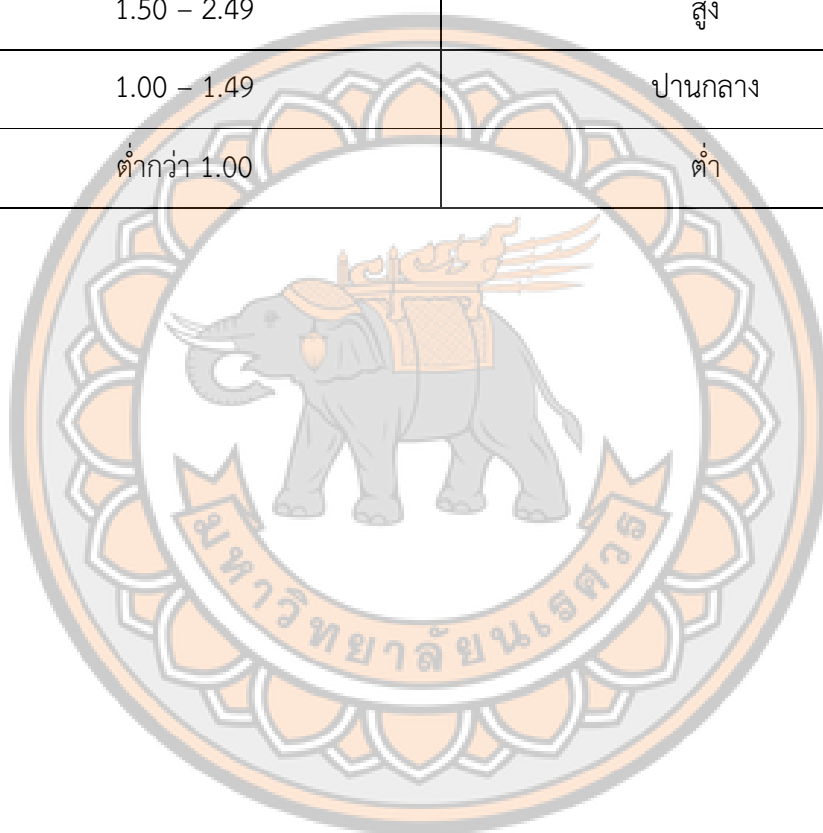 1.50 – 2.49 สูง
1.00 – 1.49 ปานกลาง
ต่ำกว่า 1.00 ต่ำ
มหาวิทยาลัยนเรศวร